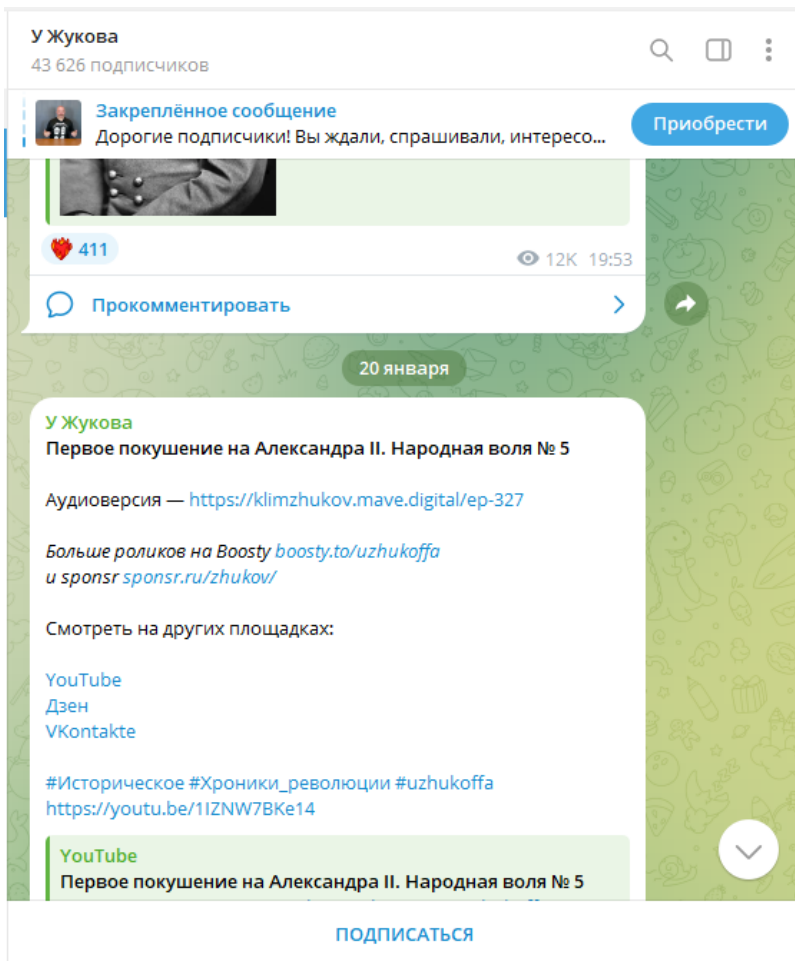 У Жукова
43 626 подписчиков
Закреплённое сообщение
Дорогие подписчики! Вы ждали, спрашивали, интересо...
Приобрести
411
12K 19:53
Прокомментировать
20 января
У Жукова
Первое покушение на Александра II. Народная воля № 5
Аудиоверсия — https://klimzhukov.mave.digital/ep-327
Больше роликов на Boosty boosty.to/uzhukoffa
и sponsr sponsr.ru/zhukov/
Смотреть на других площадках:
YouTube
Дзен
VKontakte
#Историческое #Хроники_революции #uzhukoffa
https://youtu.be/1IZNW7BKe14
YouTube
Первое покушение на Александра II. Народная воля № 5
ПОДПИСАТЬСЯ